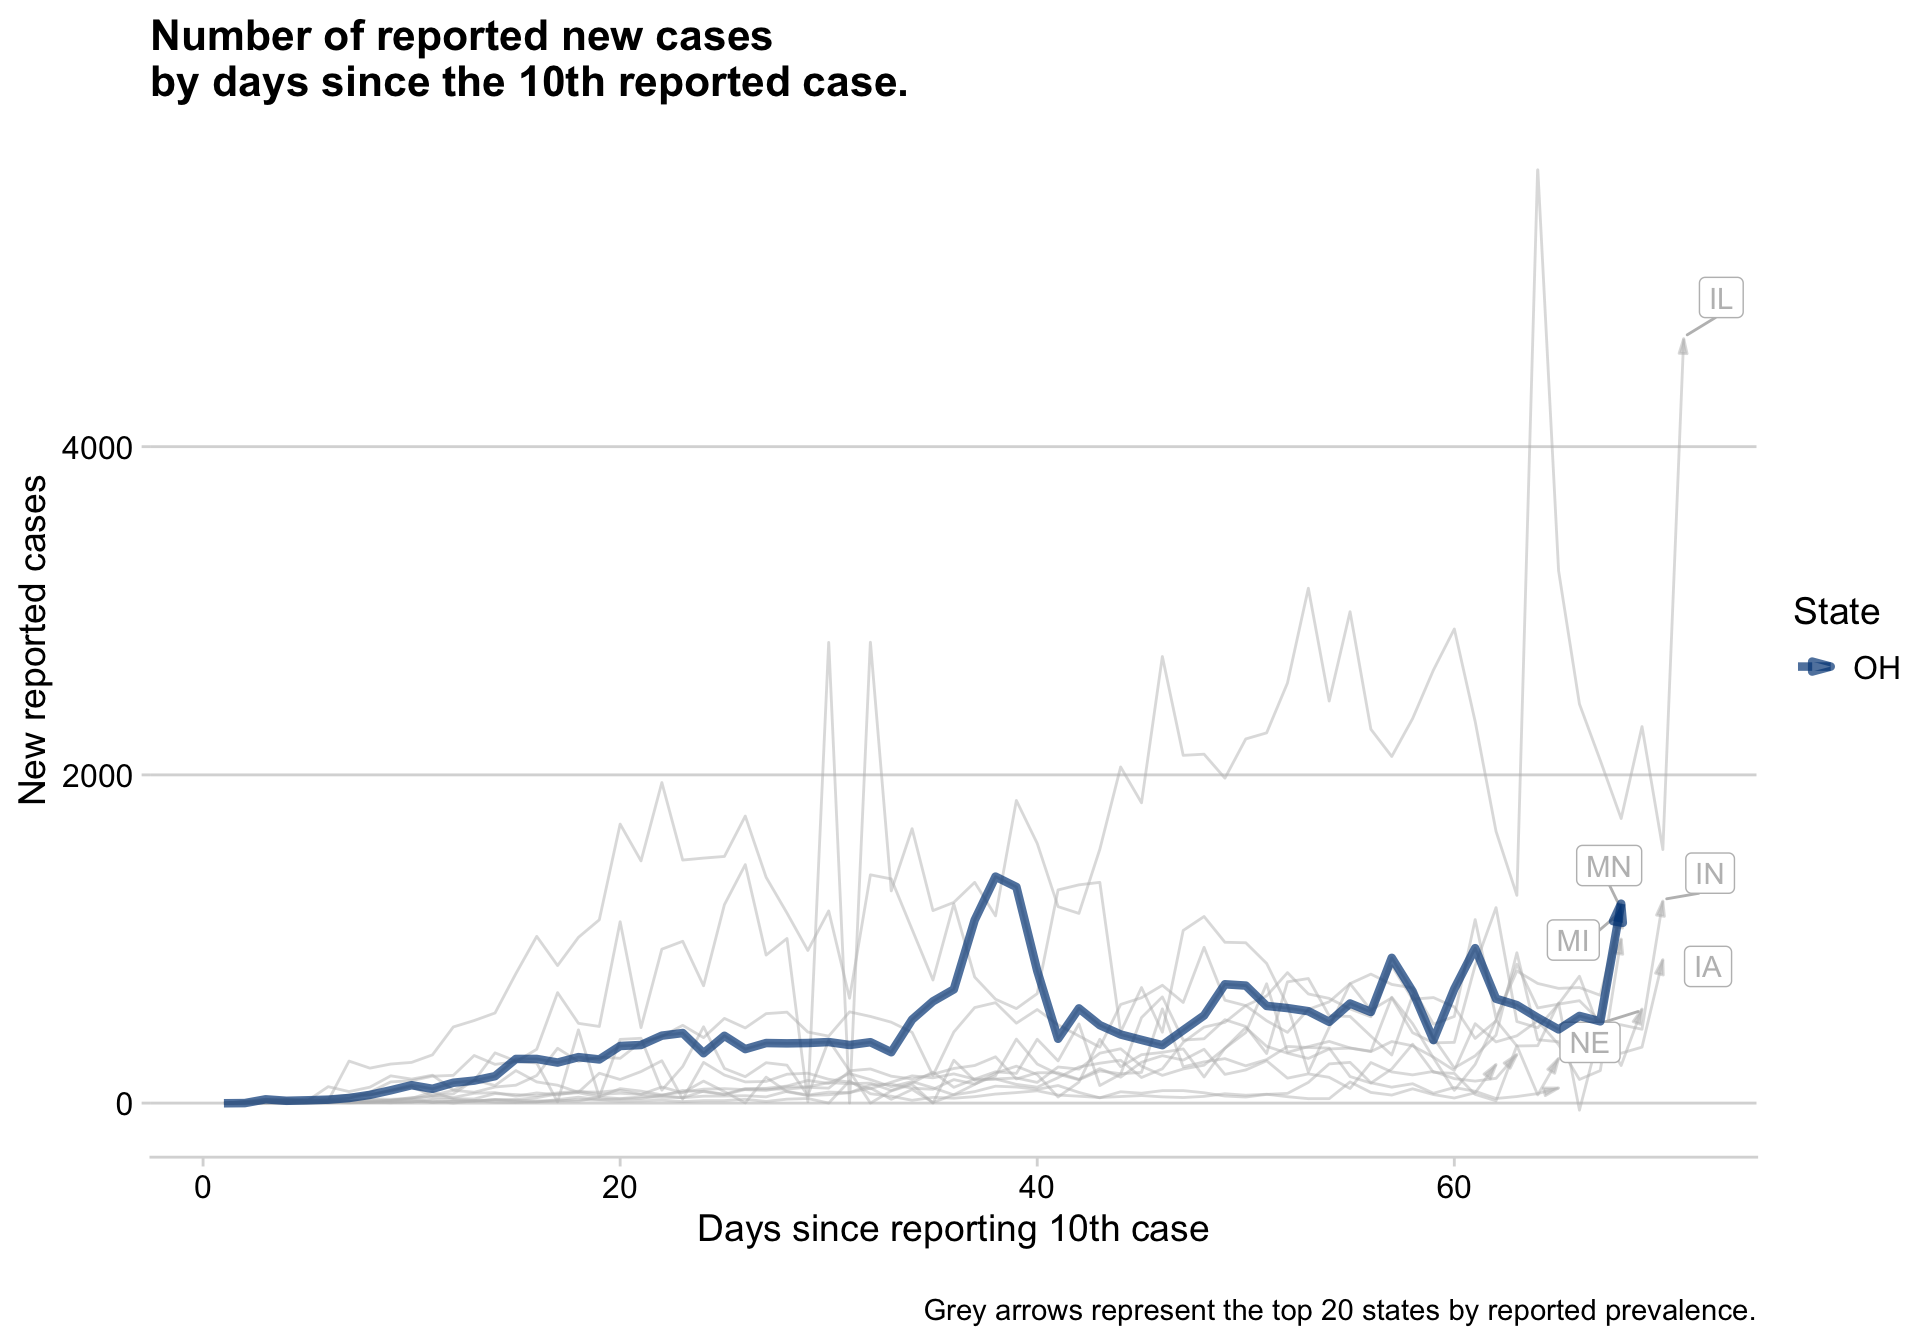 Number of reported new cases
by days since the 10th reported case.
New reported cases
4000
2000
0
IL
MN
IN
MI
IA
NE
State
OH
0
20
40
60
Days since reporting 10th case
Grey arrows represent the top 20 states by reported prevalence.